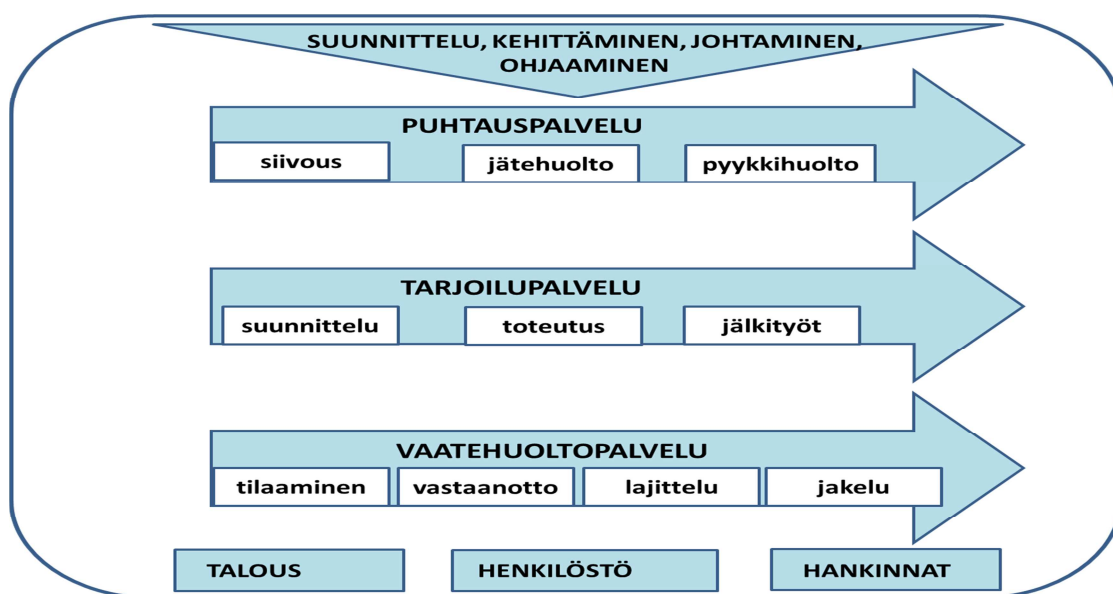 SUUNNITTELU, KEHITTÄMINEN, JOHTAMINEN,
OHJAAMINEN
PUHTAUSPALVELU
siivous jätehuolto pyykkihuolto
TARJOILUPALVELU
suunnittelu toteutus jälkityöt
VAATEHUOLTOPALVELU
tilaaminen vastaanotto lajittelu jakelu
TALOUS HENKILÖSTÖ HANKINNAT